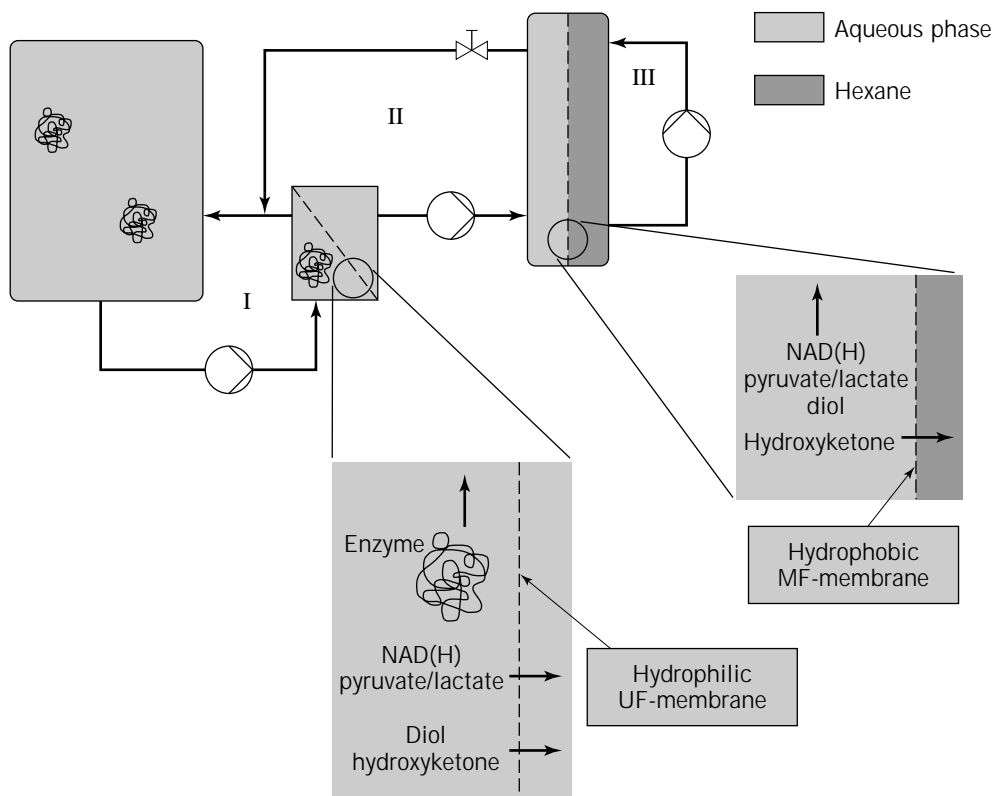 Aqueous phase
Hexane
III
II
I
NAD(H)
pyruvate/lactate
diol
Hydroxyketone
Hydrophobic
MF-membrane
Enzyme
NAD(H)
pyruvate/lactate
Diol
hydroxyketone
Hydrophilic
UF-membrane